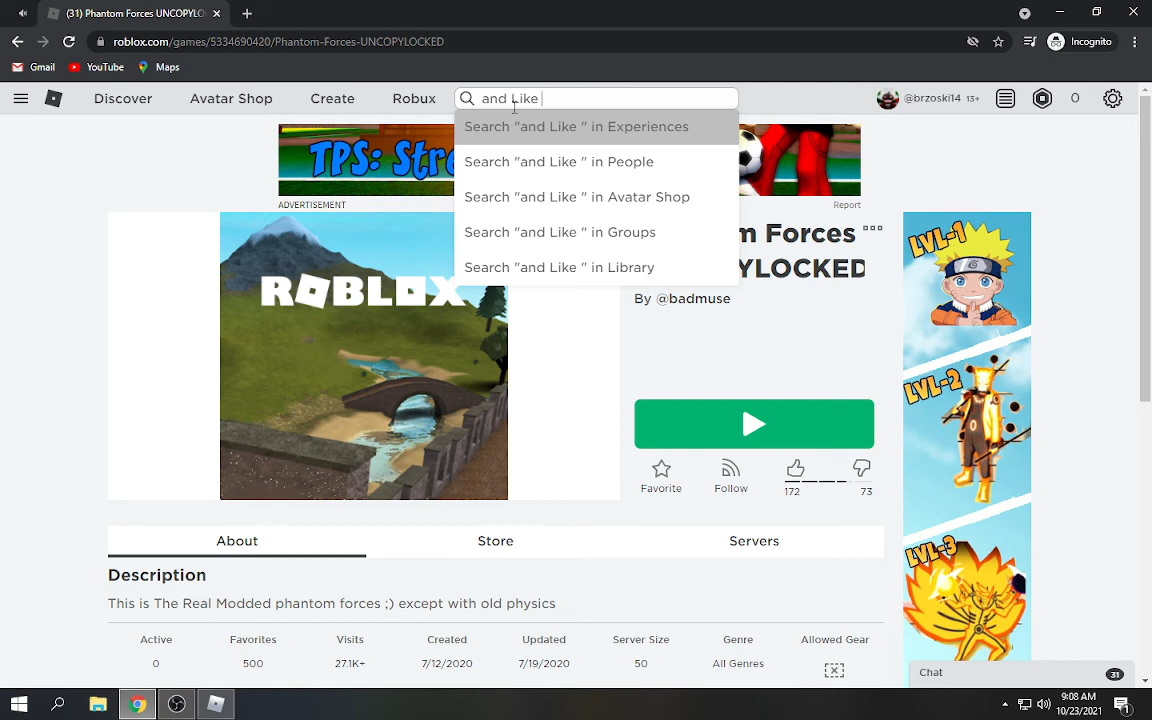 (31) Phantom Forces UNCOPYLO
roblox.com/games/5334690420/Phantom-Forces-UNCOPYLOCKED
Incognito
Gmail YouTube Maps
Discover Avatar Shop Create Robux and Like @brzoski14 13+ 0
Search "and Like " in Experiences
Search "and Like " in People
Search "and Like " in Avatar Shop
Search "and Like " in Groups
Search "and Like " in Library
TPS: Str
ADVERTISEMENT Report
ROBLOX
m Forces
YLOCKED
By @badmuse
LVL-1
LVL-2
LVL-3
Favorite Follow 172 73
About Store Servers
Description
This is The Real Modded phantom forces ;) except with old physics
Active Favorites Visits Created Updated Server Size Genre Allowed Gear
0 500 27.1K+ 7/12/2020 7/19/2020 50 All Genres
Chat 31
9:08 AM
10/23/2021
1